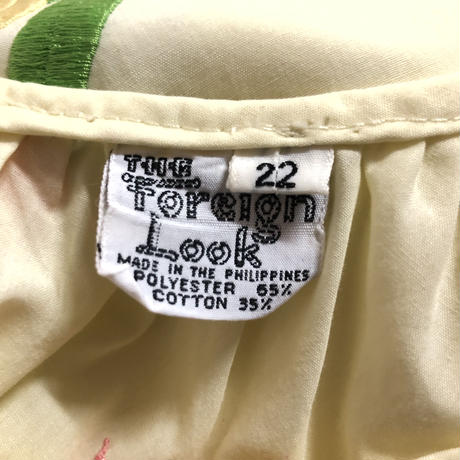 THE
22
Foreign
Look
MADE IN THE PHILIPPINES
POLYESTER 65%
COTTON 35%